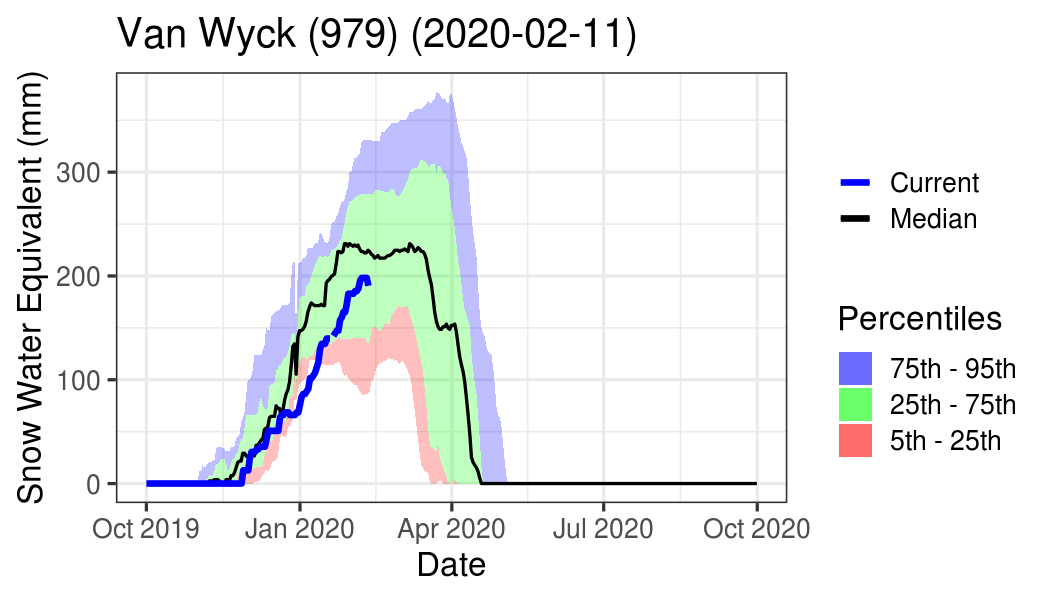 Van Wyck (979) (2020-02-11)
Snow Water Equivalent (mm)
300
200
100
0
Oct 2019
Jan 2020
Apr 2020
Jul 2020
Oct 2020
Date
Current
Median
Percentiles
75th - 95th
25th - 75th
5th - 25th